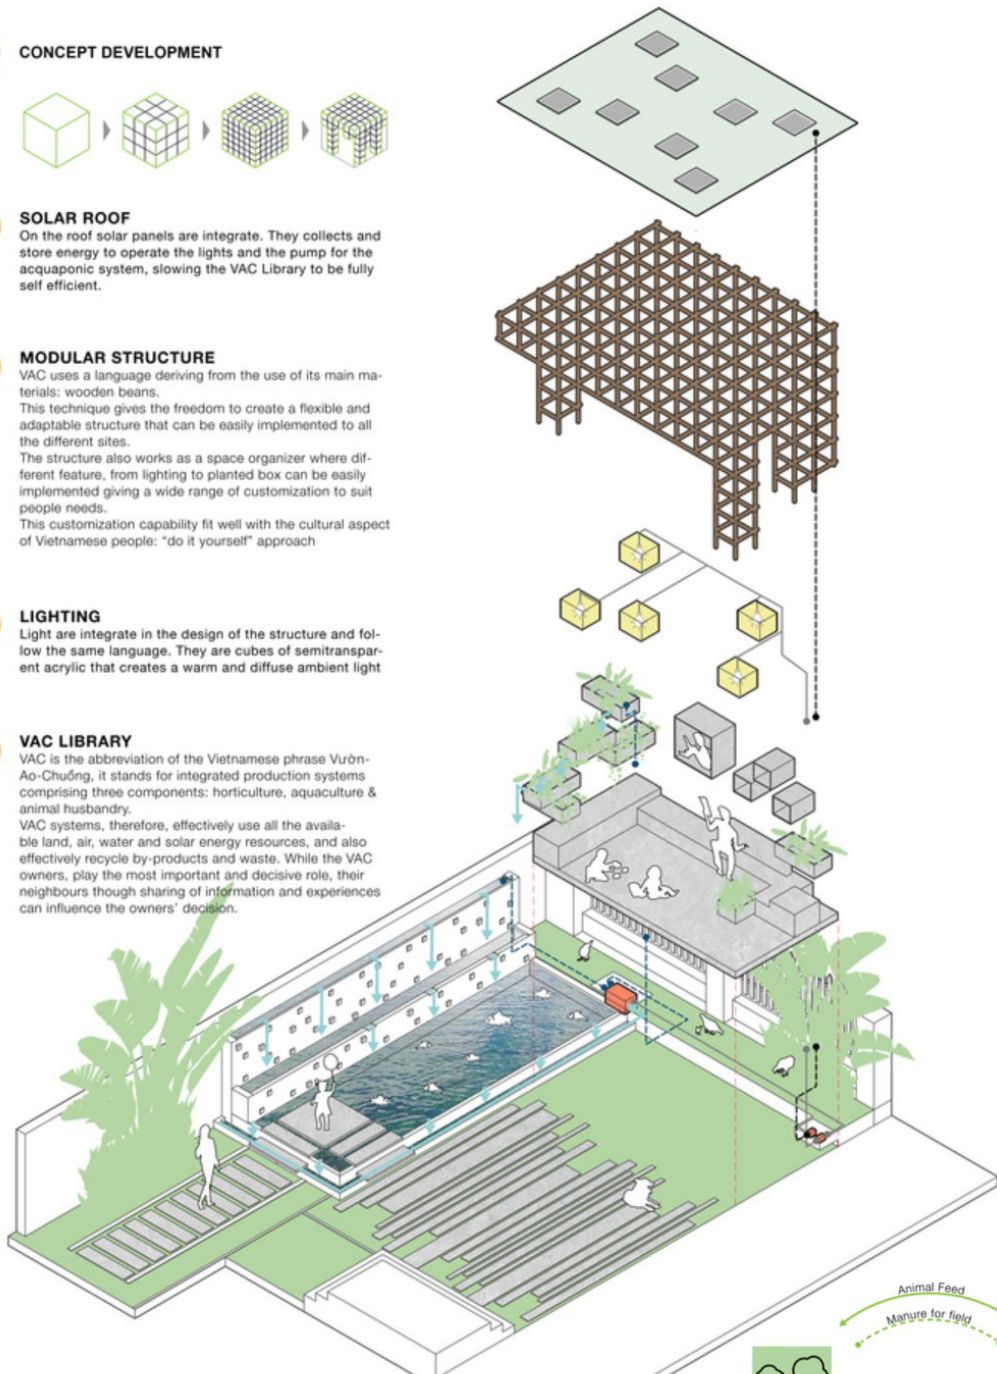 CONCEPT DEVELOPMENT
SOLAR ROOF
On the roof solar panels are integrate. They collects and
store energy to operate the lights and the pump for the
acquaponic system, slowing the VAC Library to be fully
self efficient.
MODULAR STRUCTURE
VAC uses a language deriving from the use of its main ma-
terials: wooden beans.
This technique gives the freedom to create a flexible and
adaptable structure that can be easily implemented to all
the different sites.
The structure also works as a space organizer where dif-
ferent feature, from lighting to planted box can be easily
implemented giving a wide range of customization to suit
people needs.
This customization capability fit well with the cultural aspect
of Vietnamese people: “do it yourself” approach
LIGHTING
Light are integrate in the design of the structure and fol-
low the same language. They are cubes of semitranspar-
ent acrylic that creates a warm and diffuse ambient light
VAC LIBRARY
VAC is the abbreviation of the Vietnamese phrase Vườn-
Ao-Chuồng, it stands for integrated production systems
comprising three components: horticulture, aquaculture &
animal husbandry.
VAC systems, therefore, effectively use all the availa-
ble land, air, water and solar energy resources, and also
effectively recycle by-products and waste. While the VAC
owners, play the most important and decisive role, their
neighbours though sharing of information and experiences
can influence the owners’ decision.
Animal Feed
Manure for field